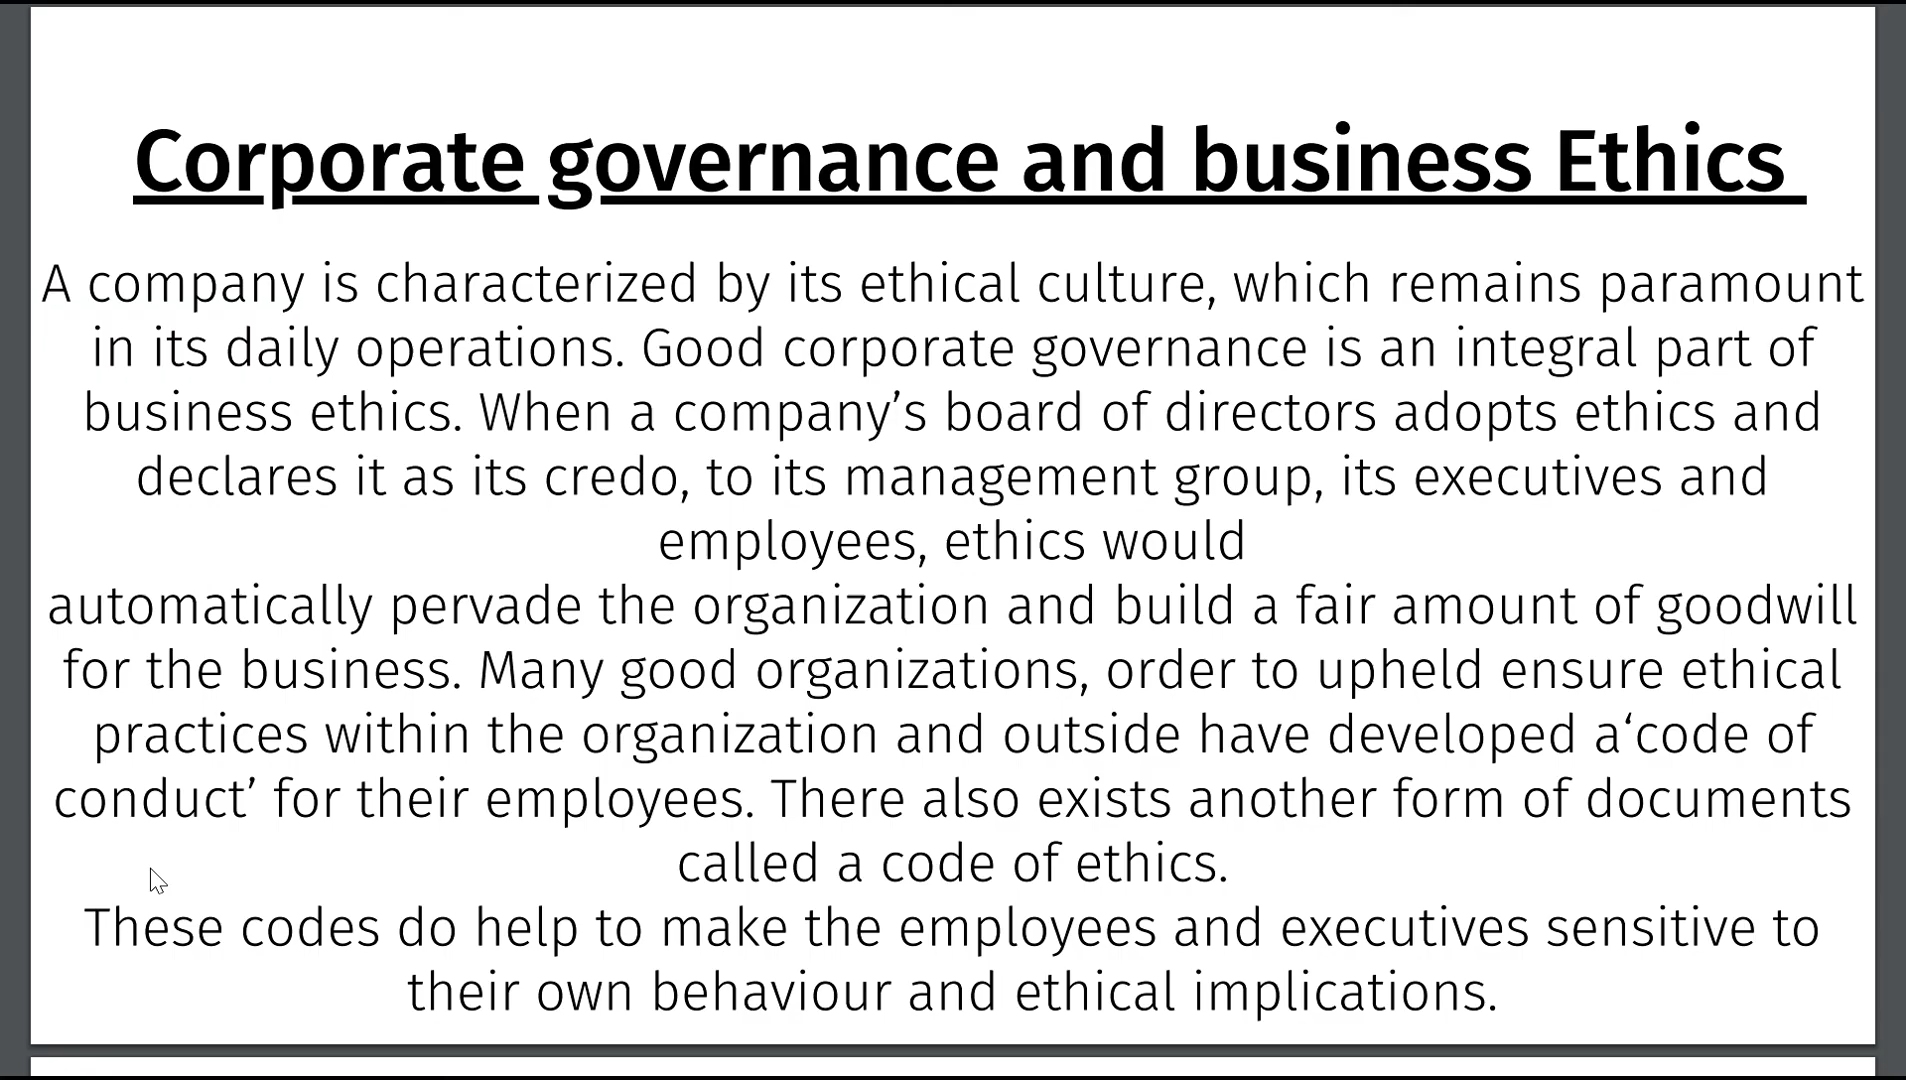 Corporate governance and business Ethics
A company is characterized by its ethical culture, which remains paramount
in its daily operations. Good corporate governance is an integral part of
business ethics. When a company’s board of directors adopts ethics and
declares it as its credo, to its management group, its executives and
employees, ethics would
automatically pervade the organization and build a fair amount of goodwill
for the business. Many good organizations, order to upheld ensure ethical
practices within the organization and outside have developed a‘code of
conduct’ for their employees. There also exists another form of documents
called a code of ethics.
These codes do help to make the employees and executives sensitive to
their own behaviour and ethical implications.